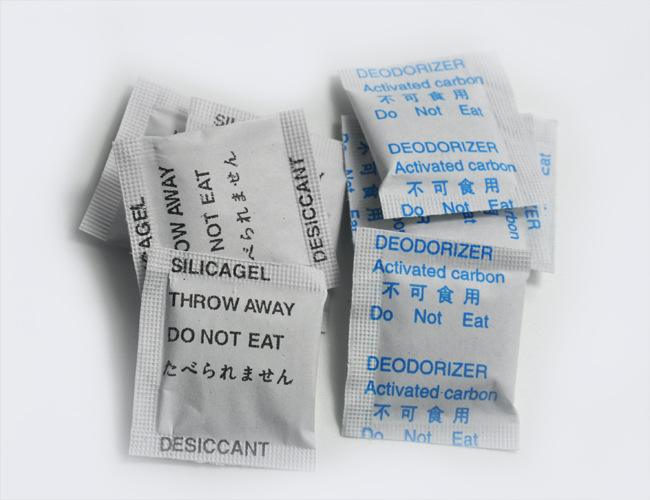 SILICAGEL
THROW AWAY
DO NOT EAT
たべられません
DESICCANT
OW AWAY
NOT EAT
べられません
DESICCANT
DEODORIZER
Activated carbon
不可食用
Do Not Eat
DEODORIZER
Activated carbon
不可食用
Do Not Eat
DEODORIZER
Activated carbon
不可食用
Do Not Eat
DEODORIZER
Activated carbon
不可食用
Do Not Eat